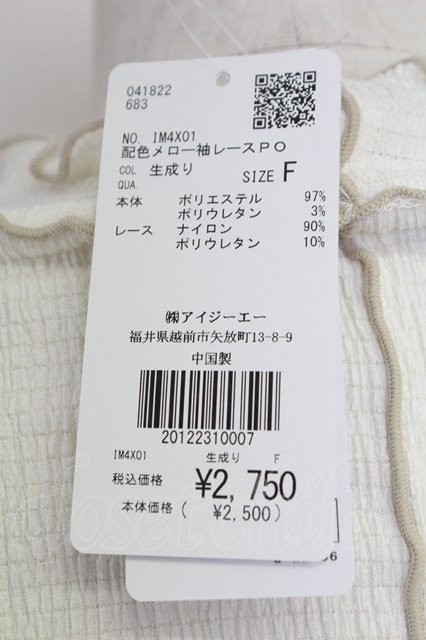 041822
683
NO. IM4X01
配色メロー袖レースPO
COL 生成り
QUA. SIZE F
本体 ポリエステル 97%
ポリウレタン 3%
レース ナイロン 90%
ポリウレタン 10%
㈱アイジーエー
福井県越前市矢放町13-8-9
中国製
20122310007
IM4X01 生成り F
税込価格 ¥2,750
本体価格( ¥2,500)